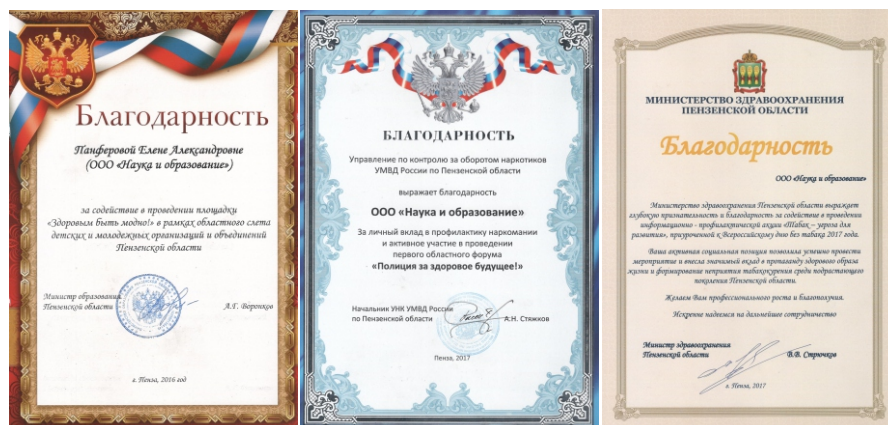 Благодарность
Панферовой Елене Александровне
(ООО «Наука и образование»)
за содействие в проведении площадки
«Здоровым быть модно!» в рамках областного слета
детских и молодежных организаций и объединений
Пензенской области
Министр образования
Пензенской области
А.Г. Воронков
г. Пенза, 2016 год
БЛАГОДАРНОСТЬ
Управление по контролю за оборотом наркотиков
УМВД России по Пензенской области
выражает благодарность
ООО «Наука и образование»
За личный вклад в профилактику наркомании
и активное участие в проведении
первого областного форума
«Полиция за здоровое будущее!»
Начальник УНК УМВД России
по Пензенской области
А.Н. Стяжков
Пенза, 2017
МИНИСТЕРСТВО ЗДРАВООХРАНЕНИЯ
ПЕНЗЕНСКОЙ ОБЛАСТИ
Благодарность
ООО «Наука и образование»
Министерство здравоохранения Пензенской области выражает
глубокую признательность и благодарность за содействие в проведении
информационно - профилактической акции «Табак – угроза для
развития», приуроченной к Всероссийскому дню без табака 2017 года.
Ваша активная социальная позиция позволила успешно провести
мероприятие и внесла значимый вклад в пропаганду здорового образа
жизни и формирование неприятия табакокурения среди подрастающего
поколения Пензенской области.
Желаем Вам профессионального роста и благополучия.
Искренне надеемся на дальнейшее сотрудничество
Министр здравоохранения
Пензенской области
В.В. Стрючков
г. Пенза, 2017